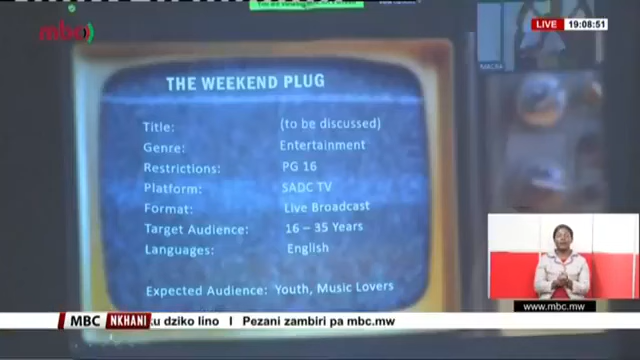 mbc
LIVE 19:08:51
MACRA
THE WEEKEND PLUG
Title: (to be discussed)
Genre: Entertainment
Restrictions: PG 16
Platform: SADC TV
Format: Live Broadcast
Target Audience: 16 – 35 Years
Languages: English
Expected Audience: Youth, Music Lovers
www.mbc.mw
MBC NKHANI u dziko lino I Pezani zambiri pa mbc.mw